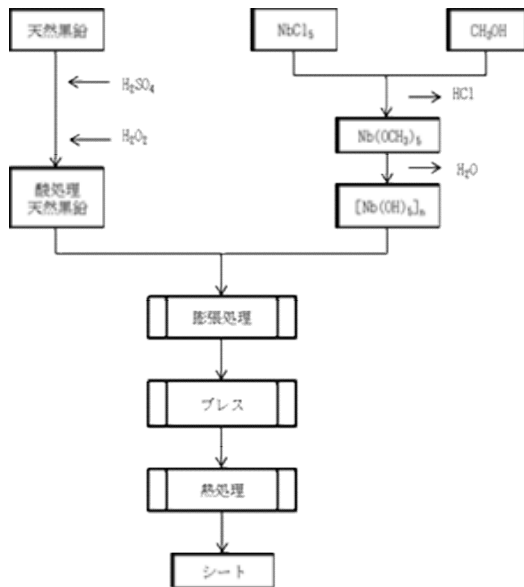 天然黒鉛
NbCl₅
CH₃OH
H₂SO₄
HCl
H₂O₂
Nb(OCH₃)₅
H₂O
酸処理
天然黒鉛
[Nb(OH)₅]ₙ
膨張処理
プレス
熱処理
シート